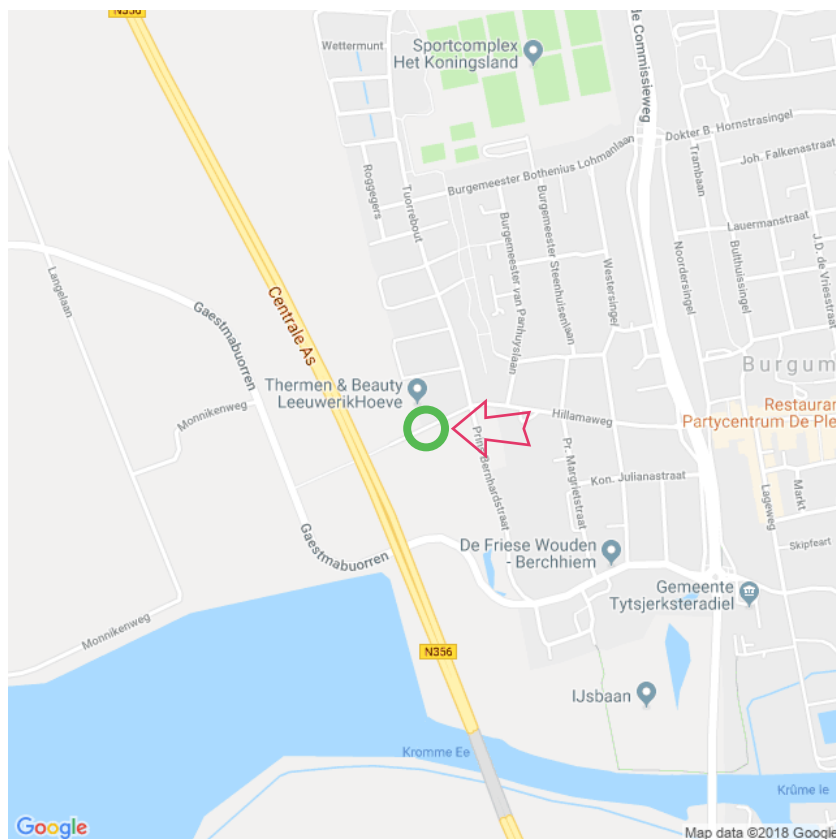 N356
Wettermunt
Sportcomplex
Het Koningsland
de Commissieweg
Dokter B. Hornstrasingel
Trambaan
Joh. Falkenastraat
Burgemeester Bothenius Lohmanlaan
Roggegers
Tuorrebout
Burgemeester van Panhuyslaan
Burgemeester Steenhuisenlaan
Westersingel
Noordersingel
Lauermanstraat
Bulthuissingel
J.D. de Vriesstraat
Langelaan
Gaestmabuorren
Centrale As
Burgum
Thermen & Beauty
LeeuwerikHoeve
Monnikenweg
Hillamaweg
Restauran
Partycentrum De Ple
Prins Bernhardstraat
Pr. Margrietstraat
Kon. Julianastraat
Lageweg
Markt
Gaestmabuorren
De Friese Wouden
- Berchhiem
Skipfeart
Gemeente
Tytsjerksteradiel
Monnikenweg
N356
IJsbaan
Kromme Ee
Krûme Ie
Google
Map data ©2018 Google